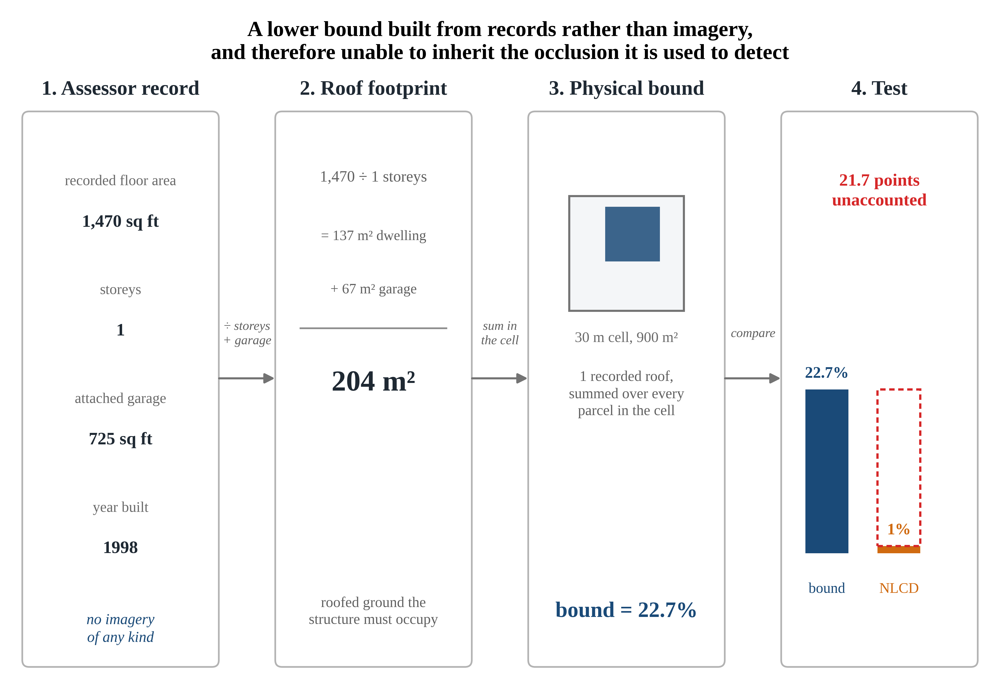 A lower bound built from records rather than imagery,
and therefore unable to inherit the occlusion it is used to detect
1. Assessor record
recorded floor area
1,470 sq ft
storeys
1
attached garage
725 sq ft
year built
1998
no imagery
of any kind
÷ storeys
+ garage
2. Roof footprint
1,470 ÷ 1 storeys
= 137 m² dwelling
+ 67 m² garage
204 m²
roofed ground the
structure must occupy
sum in
the cell
3. Physical bound
30 m cell, 900 m²
1 recorded roof,
summed over every
parcel in the cell
bound = 22.7%
compare
4. Test
21.7 points
unaccounted
22.7%
1%
bound
NLCD